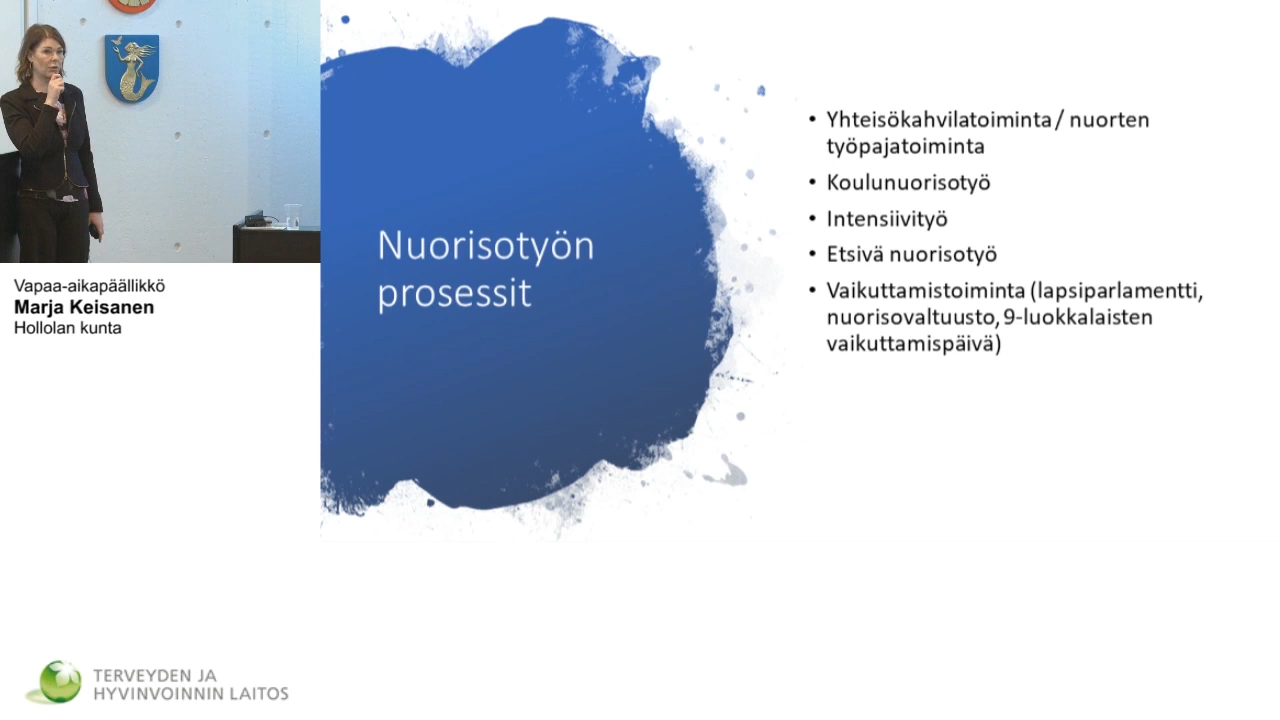 Vapaa-aikapäällikkö
Marja Keisanen
Hollolan kunta
Nuorisotyön
prosessit
• Yhteisökahvilatoiminta / nuorten
työpajatoiminta
• Koulunuorisotyö
• Intensiivityö
• Etsivä nuorisotyö
• Vaikuttamistoiminta (lapsiparlamentti,
nuorisovaltuusto, 9-luokkalaisten
vaikuttamispäivä)
TERVEYDEN JA
HYVINVOINNIN LAITOS